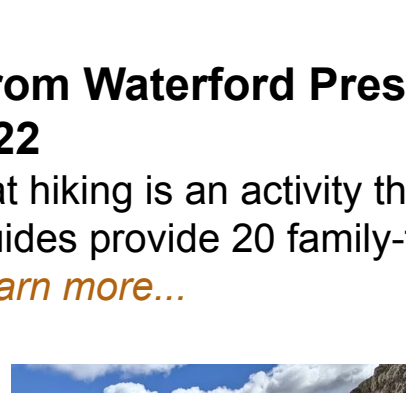 rom Waterford Pres
22
at hiking is an activity th
uides provide 20 family-
arn more...